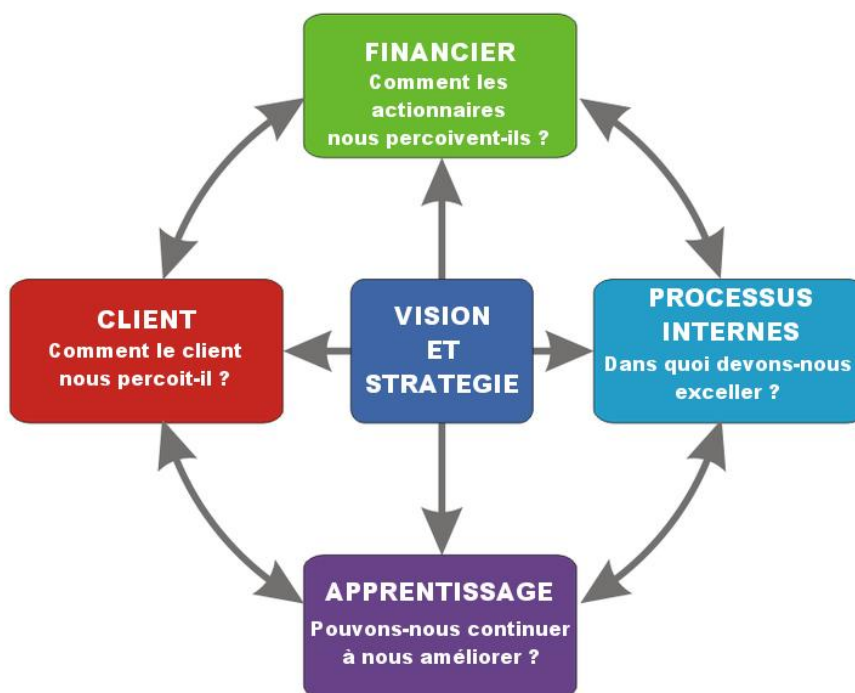 FINANCIER
Comment les
actionnaires
nous percoivent-ils ?
CLIENT
Comment le client
nous percoit-il ?
VISION
ET
STRATEGIE
PROCESSUS
INTERNES
Dans quoi devons-nous
exceller ?
APPRENTISSAGE
Pouvons-nous continuer
à nous améliorer ?